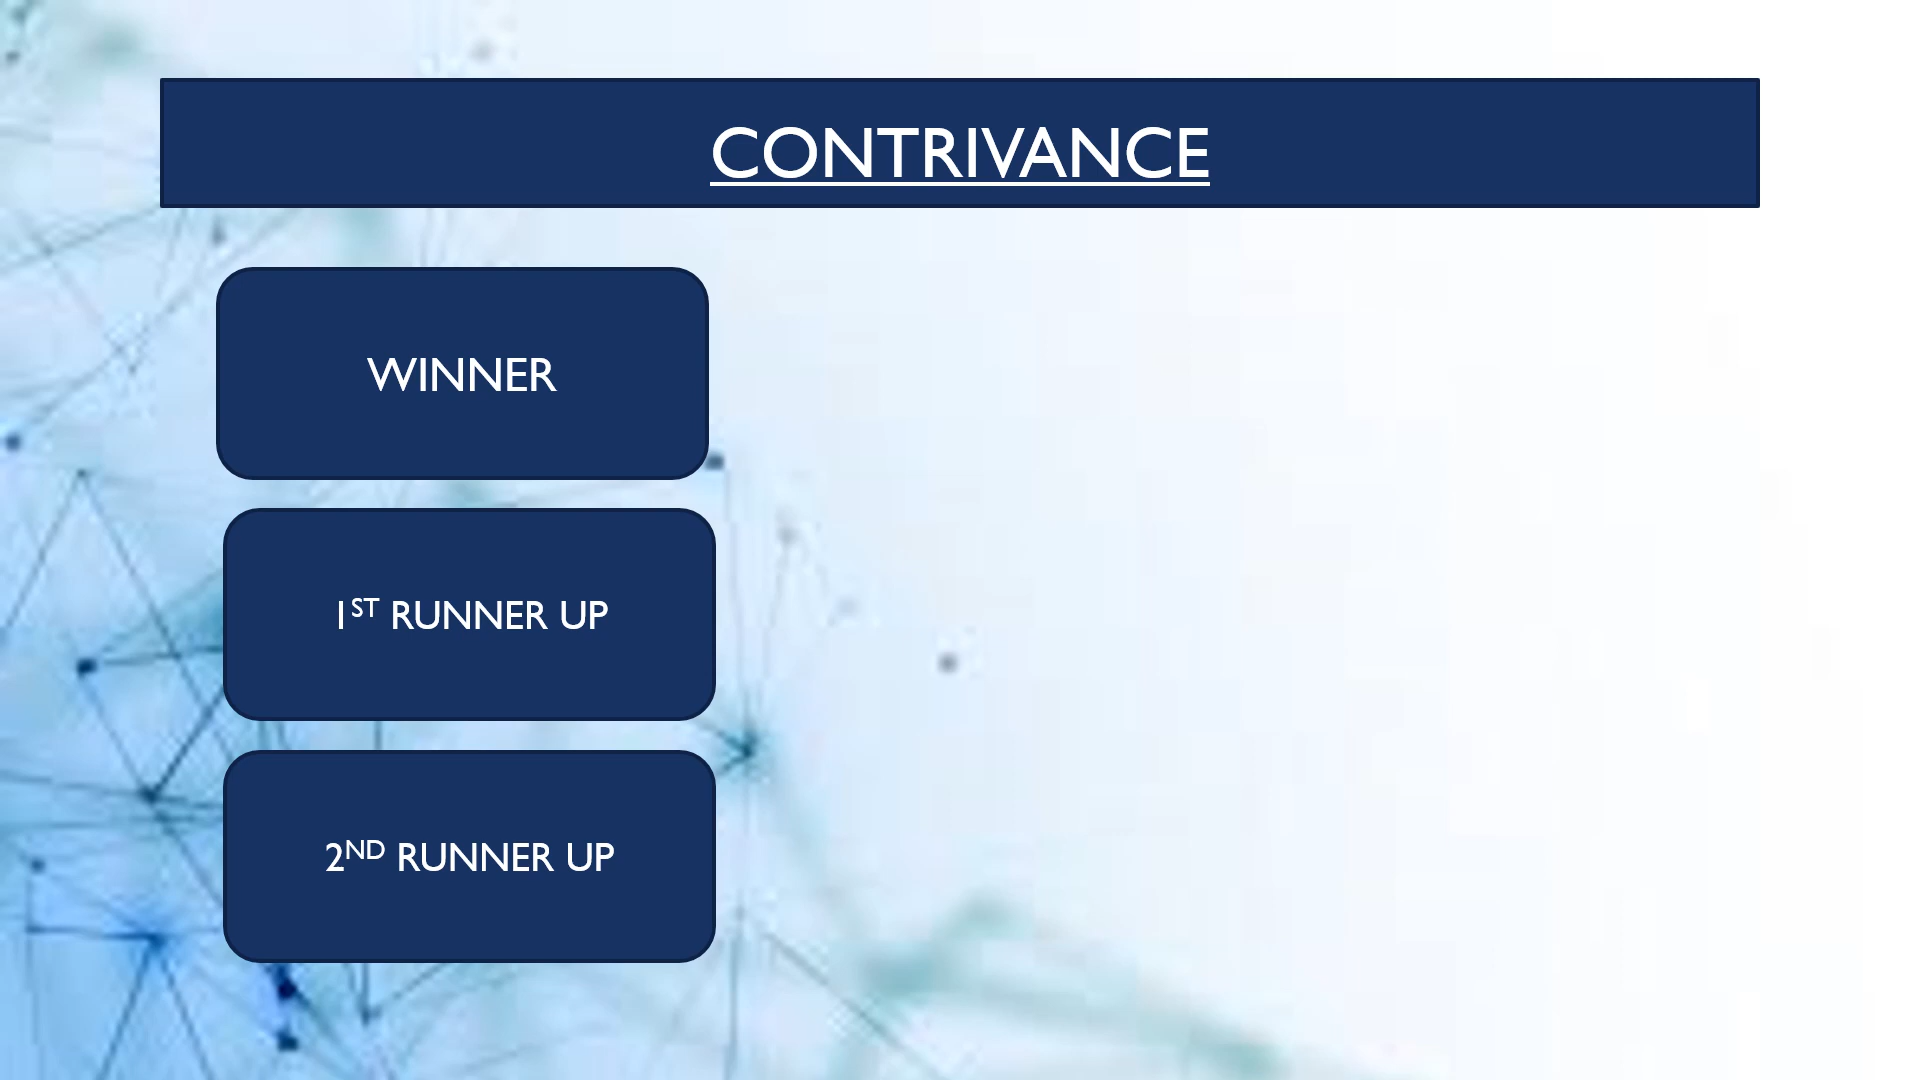 CONTRIVANCE
WINNER
1ST RUNNER UP
2ND RUNNER UP